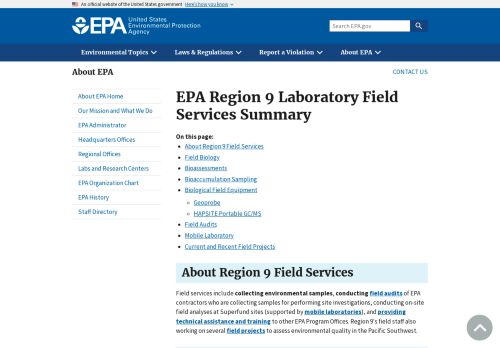 An official website of the United States government Here's how you know
EPA United States
Environmental Protection
Agency
Search EPA.gov
Environmental Topics
Laws & Regulations
Report a Violation
About EPA
About EPA
CONTACT US
About EPA Home
Our Mission and What We Do
EPA Administrator
Headquarters Offices
Regional Offices
Labs and Research Centers
EPA Organization Chart
EPA History
Staff Directory
EPA Region 9 Laboratory Field
Services Summary
On this page:
About Region 9 Field Services
Field Biology
Bioassessments
Bioaccumulation Sampling
Biological Field Equipment
Geoprobe
HAPSITE Portable GC/MS
Field Audits
Mobile Laboratory
Current and Recent Field Projects
About Region 9 Field Services
Field services include collecting environmental samples, conducting field audits of EPA
contractors who are collecting samples for performing site investigations, conducting on-site
field analyses at Superfund sites (supported by mobile laboratories), and providing
technical assistance and training to other EPA Program Offices. Region 9's field staff also
working on several field projects to assess environmental quality in the Pacific Southwest.